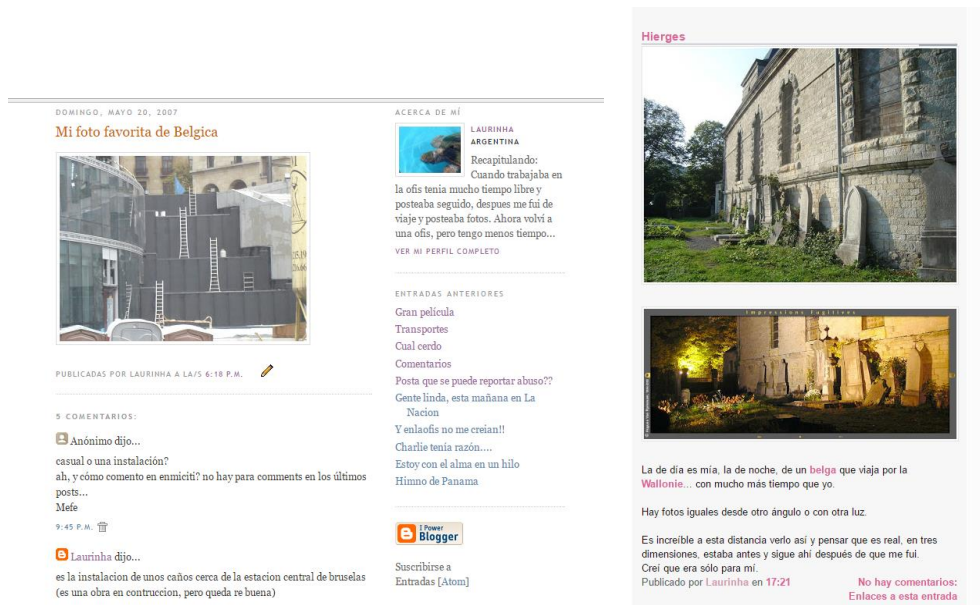 DOMINGO, MAYO 20, 2007
Mi foto favorita de Belgica
PUBLICADAS POR LAURINHA A LA/S 6:18 P.M.
5 COMENTARIOS:
Anónimo dijo...
casual o una instalación?
ah, y cómo comento en enmiciti? no hay para comments en los últimos
posts...
Mefe
9:45 P.M.
Laurinha dijo...
es la instalacion de unos caños cerca de la estacion central de bruselas
(es una obra en contruccion, pero queda re buena)
ACERCA DE MÍ
LAURINHA
ARGENTINA
Recapitulando:
Cuando trabajaba en
la ofis tenia mucho tiempo libre y
posteaba seguido, despues me fui de
viaje y posteaba fotos. Ahora volvi a
una ofis, pero tengo menos tiempo...
VER MI PERFIL COMPLETO
ENTRADAS ANTERIORES
Gran película
Transportes
Cual cerdo
Comentarios
Posta que se puede reportar abuso??
Gente linda, esta mañana en La
Nacion
Y enlaofis no me creian!!
Charlie tenía razón....
Estoy con el alma en un hilo
Himno de Panama
I Power
Blogger
Suscribirse a
Entradas [Atom]
Hierges
Impressions Fugitives
La de día es mía, la de noche, de un belga que viaja por la
Wallonie... con mucho más tiempo que yo.
Hay fotos iguales desde otro ángulo o con otra luz.
Es increíble a esta distancia verlo así y pensar que es real, en tres
dimensiones, estaba antes y sigue ahí después de que me fui.
Creí que era sólo para mí.
Publicado por Laurinha en 17:21
No hay comentarios:
Enlaces a esta entrada